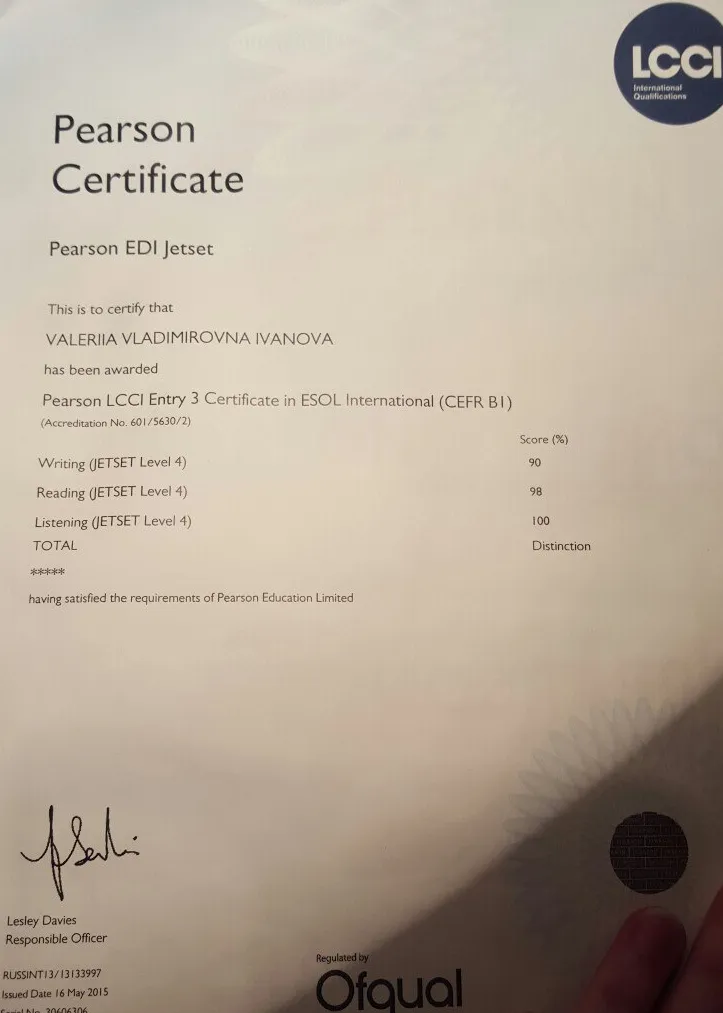 LCCI
International
Qualifications
Pearson
Certificate
Pearson EDI Jetset
This is to certify that
VALERIIA VLADIMIROVNA IVANOVA
has been awarded
Pearson LCCI Entry 3 Certificate in ESOL International (CEFR B1)
(Accreditation No. 601/5630/2)
Score (%)
Writing (JETSET Level 4) 90
Reading (JETSET Level 4) 98
Listening (JETSET Level 4) 100
TOTAL Distinction
*****
having satisfied the requirements of Pearson Education Limited
Lesley Davies
Responsible Officer
RUSSINT13/13133997
Issued Date 16 May 2015
Serial No. 30606306
Regulated by
Ofqual